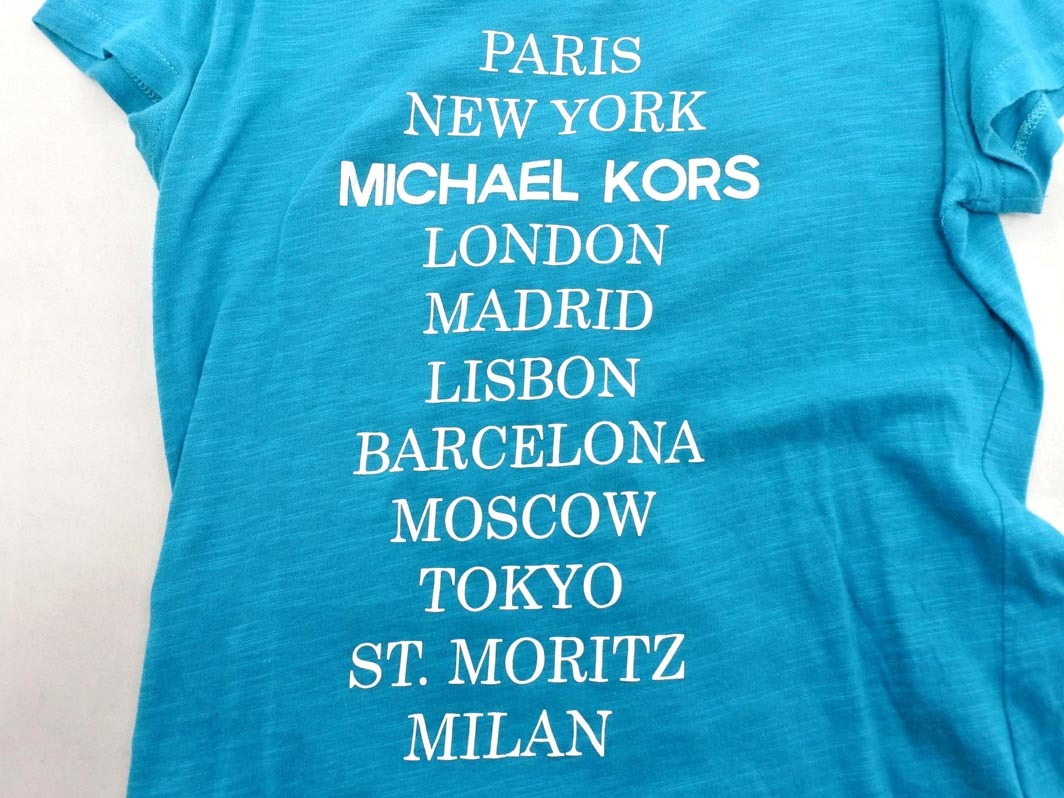 PARIS
NEW YORK
MICHAEL KORS
LONDON
MADRID
LISBON
BARCELONA
MOSCOW
TOKYO
ST. MORITZ
MILAN